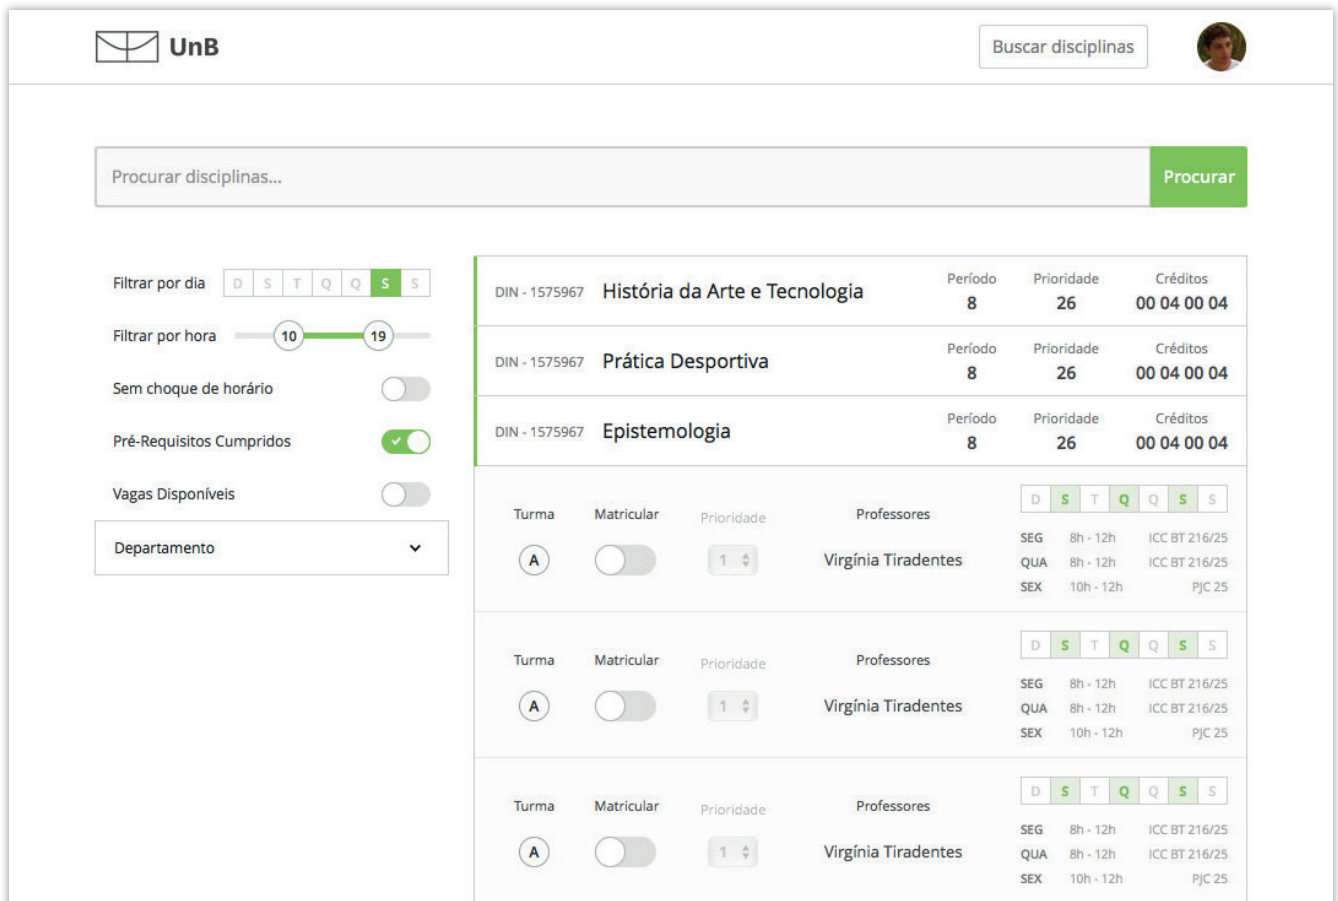 UnB
Buscar disciplinas
Procurar disciplinas...
Procurar
Filtrar por dia D S T Q Q S S
Filtrar por hora 10 19
Sem choque de horário
Pré-Requisitos Cumpridos
Vagas Disponíveis
Departamento
DIN - 1575967 História da Arte e Tecnologia Período 8 Prioridade 26 Créditos 00 04 00 04
DIN - 1575967 Prática Desportiva Período 8 Prioridade 26 Créditos 00 04 00 04
DIN - 1575967 Epistemologia Período 8 Prioridade 26 Créditos 00 04 00 04
Turma Matricular Prioridade Professores D S T Q Q S S
A 1 Virgínia Tiradentes
SEG 8h - 12h ICC BT 216/25
QUA 8h - 12h ICC BT 216/25
SEX 10h - 12h PJC 25
Turma Matricular Prioridade Professores D S T Q Q S S
A 1 Virgínia Tiradentes
SEG 8h - 12h ICC BT 216/25
QUA 8h - 12h ICC BT 216/25
SEX 10h - 12h PJC 25
Turma Matricular Prioridade Professores D S T Q Q S S
A 1 Virgínia Tiradentes
SEG 8h - 12h ICC BT 216/25
QUA 8h - 12h ICC BT 216/25
SEX 10h - 12h PJC 25